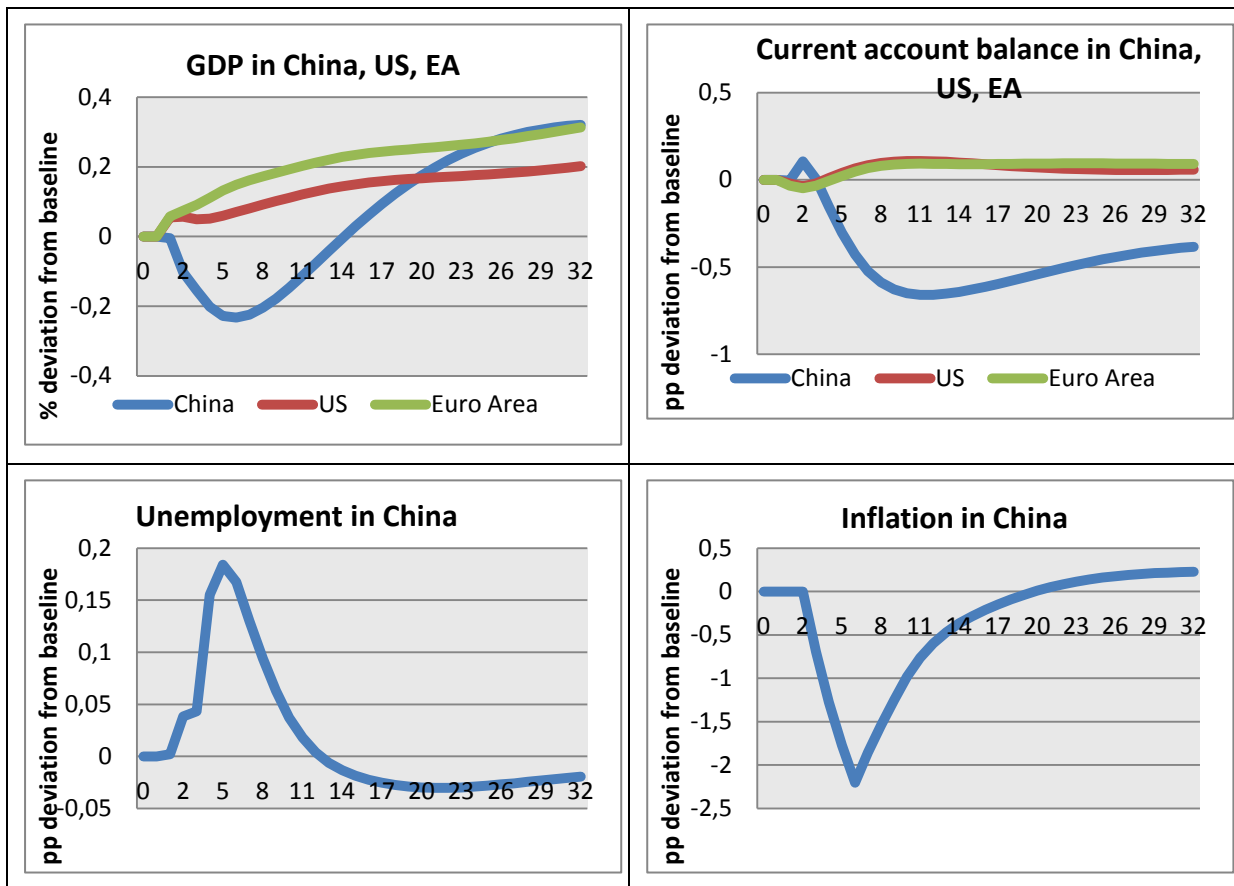 GDP in China, US, EA
% deviation from baseline
0,4
0,2
0
-0,2
-0,4
0 2 5 8 11 14 17 20 23 26 29 32
China US Euro Area
Current account balance in China,
US, EA
pp deviation from baseline
0,5
0
-0,5
-1
0 2 5 8 11 14 17 20 23 26 29 32
China US Euro Area
Unemployment in China
pp deviation from baseline
0,2
0,15
0,1
0,05
0
-0,05
0 2 5 8 11 14 17 20 23 26 29 32
Inflation in China
pp deviation from baseline
0,5
0
-0,5
-1
-1,5
-2
-2,5
0 2 5 8 11 14 17 20 23 26 29 32